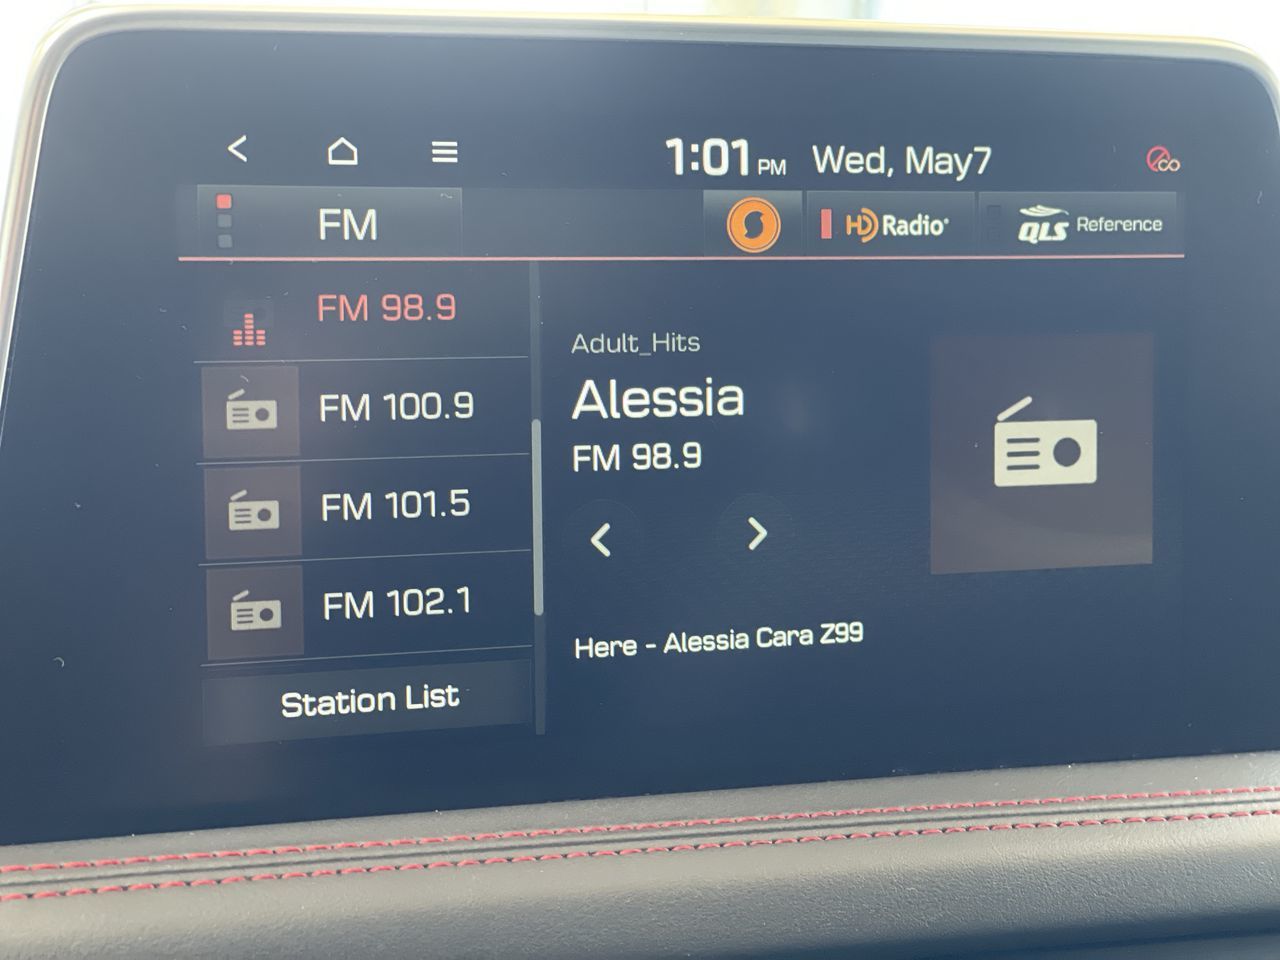 1:01 PM Wed, May7
FM
HD Radio
QLS Reference
FM 98.9
FM 100.9
FM 101.5
FM 102.1
Station List
Adult_Hits
Alessia
FM 98.9
Here - Alessia Cara Z99